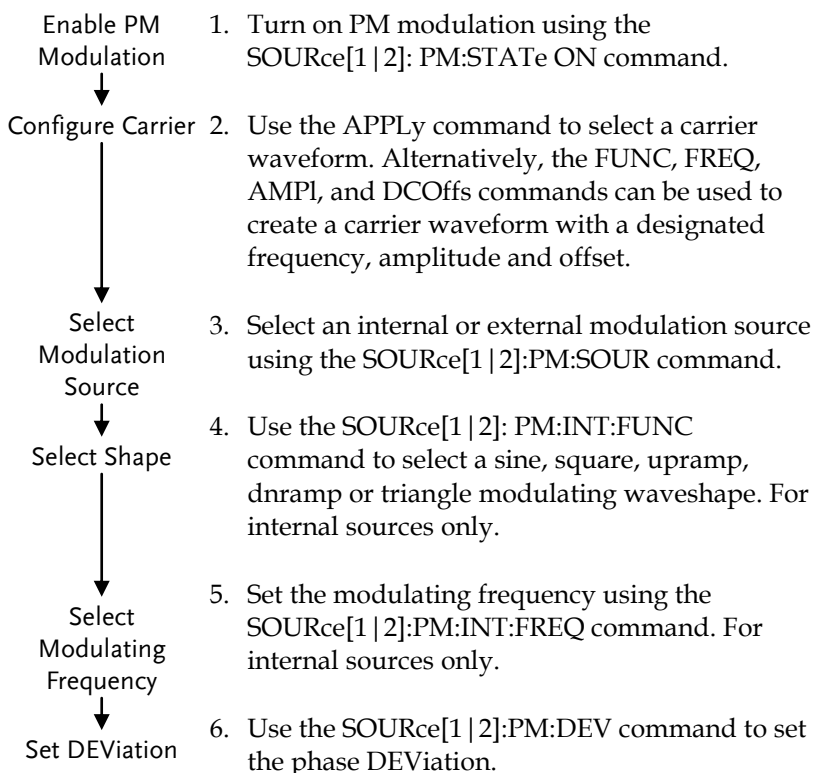 Enable PM
Modulation
1. Turn on PM modulation using the
SOURce[1|2]: PM:STATe ON command.
Configure Carrier
2. Use the APPLy command to select a carrier
waveform. Alternatively, the FUNC, FREQ,
AMPl, and DCOffs commands can be used to
create a carrier waveform with a designated
frequency, amplitude and offset.
Select
Modulation
Source
3. Select an internal or external modulation source
using the SOURce[1|2]:PM:SOUR command.
Select Shape
4. Use the SOURce[1|2]: PM:INT:FUNC
command to select a sine, square, upramp,
dnramp or triangle modulating waveshape. For
internal sources only.
Select
Modulating
Frequency
5. Set the modulating frequency using the
SOURce[1|2]:PM:INT:FREQ command. For
internal sources only.
Set DEViation
6. Use the SOURce[1|2]:PM:DEV command to set
the phase DEViation.